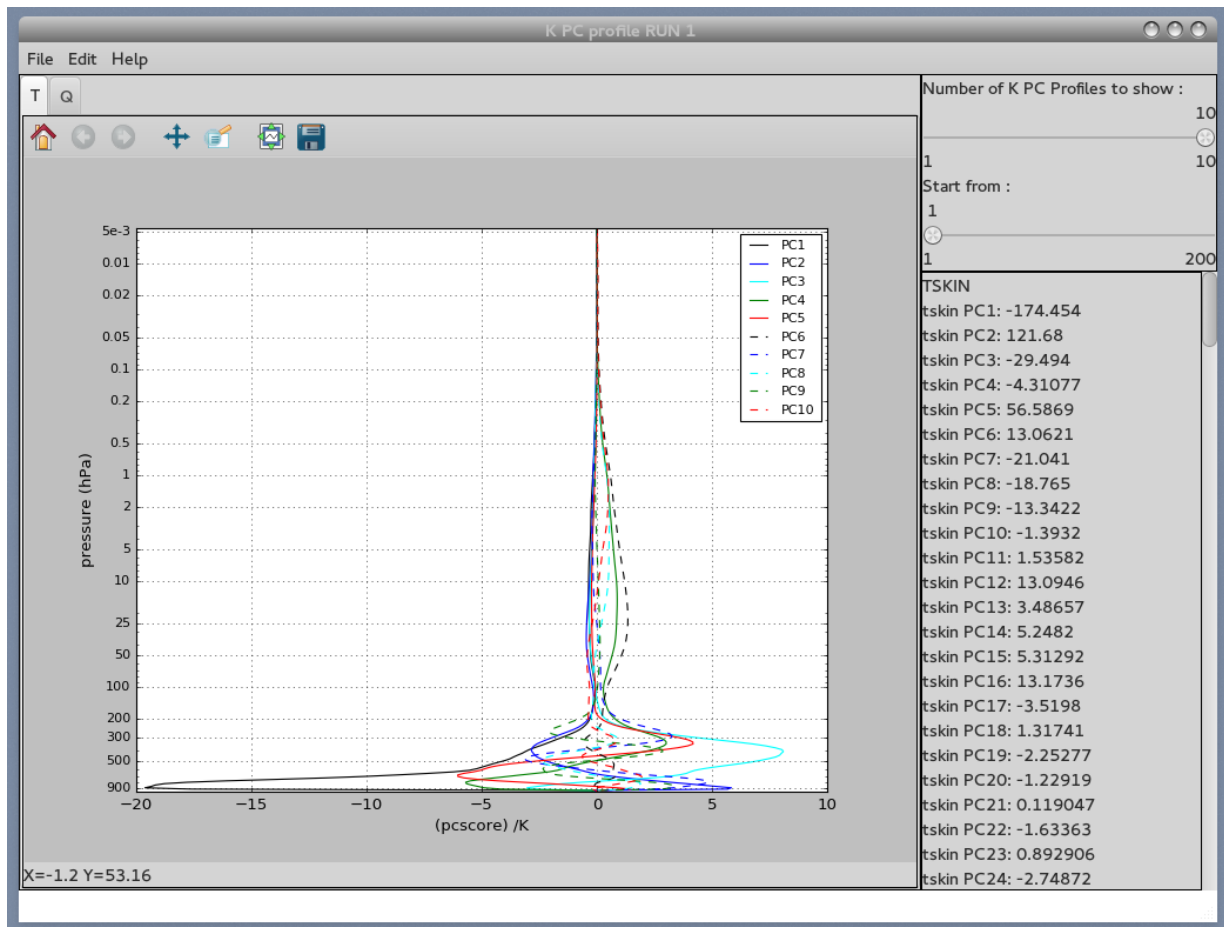 K PC profile RUN 1
File Edit Help
T Q
5e-3
0.01
0.02
0.05
0.1
0.2
0.5
1
2
5
10
25
50
100
200
300
500
900
pressure (hPa)
−20 −15 −10 −5 0 5 10
(pcscore) /K
PC1
PC2
PC3
PC4
PC5
PC6
PC7
PC8
PC9
PC10
X=-1.2 Y=53.16
Number of K PC Profiles to show :
10
1 10
Start from :
1
1 200
TSKIN
tskin PC1: -174.454
tskin PC2: 121.68
tskin PC3: -29.494
tskin PC4: -4.31077
tskin PC5: 56.5869
tskin PC6: 13.0621
tskin PC7: -21.041
tskin PC8: -18.765
tskin PC9: -13.3422
tskin PC10: -1.3932
tskin PC11: 1.53582
tskin PC12: 13.0946
tskin PC13: 3.48657
tskin PC14: 5.2482
tskin PC15: 5.31292
tskin PC16: 13.1736
tskin PC17: -3.5198
tskin PC18: 1.31741
tskin PC19: -2.25277
tskin PC20: -1.22919
tskin PC21: 0.119047
tskin PC22: -1.63363
tskin PC23: 0.892906
tskin PC24: -2.74872